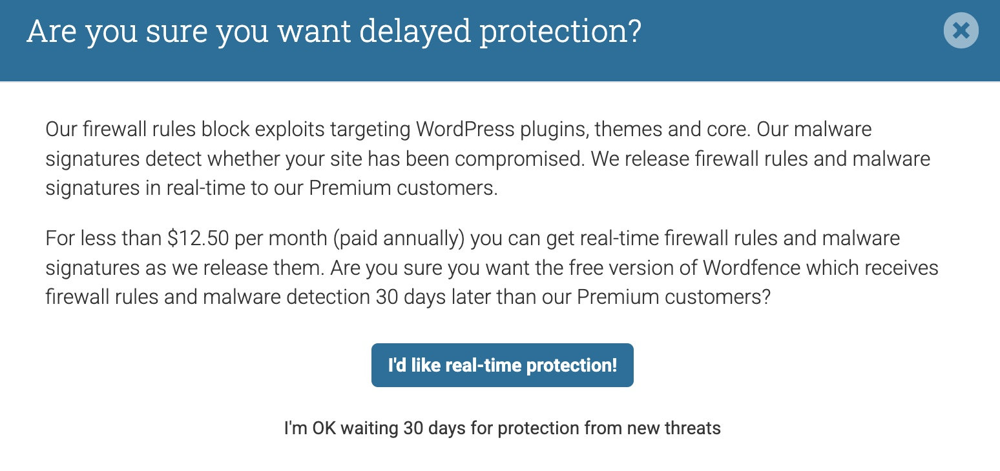 Are you sure you want delayed protection?
Our firewall rules block exploits targeting WordPress plugins, themes and core. Our malware
signatures detect whether your site has been compromised. We release firewall rules and malware
signatures in real-time to our Premium customers.
For less than $12.50 per month (paid annually) you can get real-time firewall rules and malware
signatures as we release them. Are you sure you want the free version of Wordfence which receives
firewall rules and malware detection 30 days later than our Premium customers?
I'd like real-time protection!
I'm OK waiting 30 days for protection from new threats